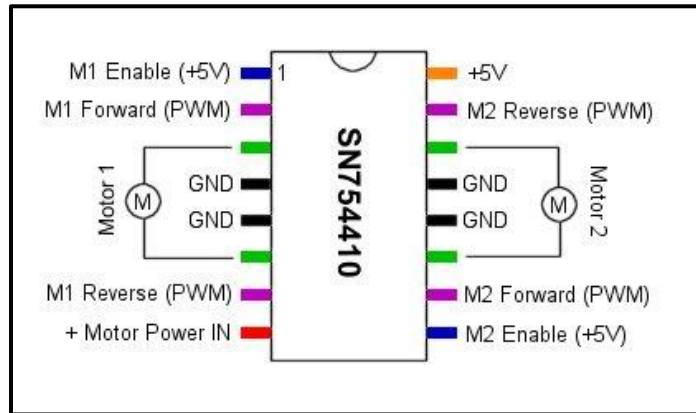 M1 Enable (+5V)
1
+5V
M1 Forward (PWM)
M2 Reverse (PWM)
Motor 1
M
GND
GND
SN754410
GND
GND
M
Motor 2
M1 Reverse (PWM)
M2 Forward (PWM)
+ Motor Power IN
M2 Enable (+5V)